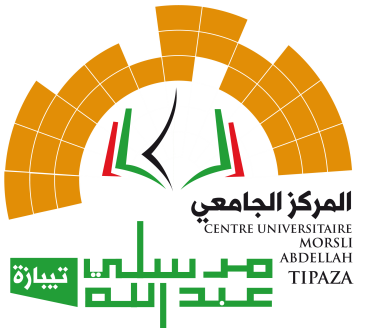 المركز الجامعي
CENTRE UNIVERSITAIRE
MORSLI
ABDELLAH
TIPAZA
مرسلي
عبد الله
تيبازة